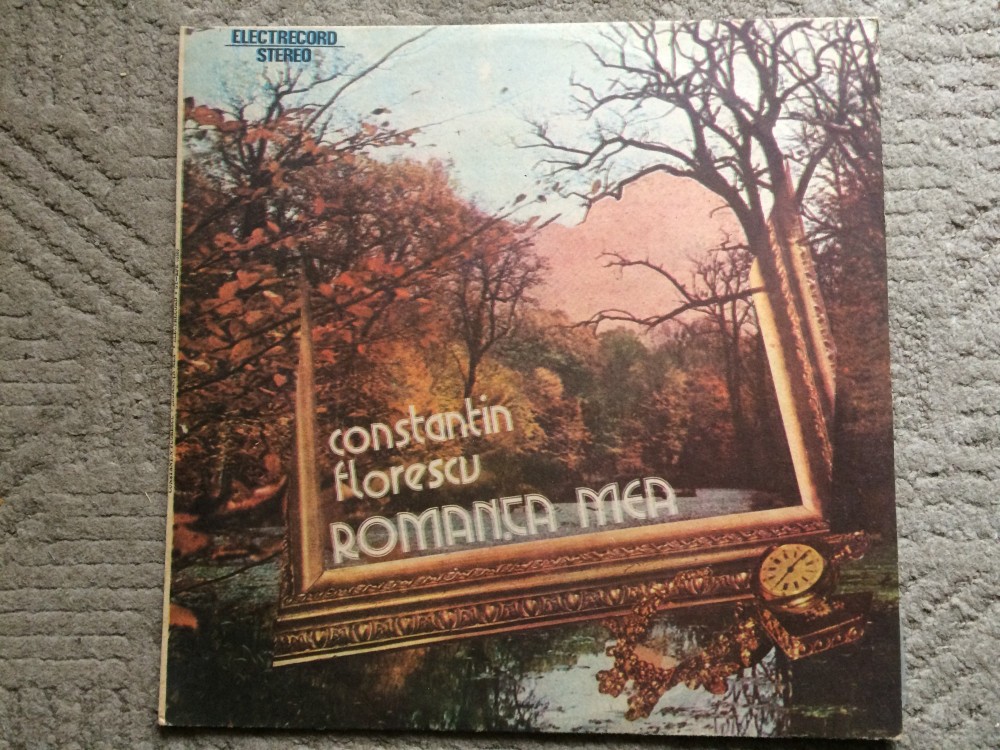 ELECTRECORD
STEREO
constantin
florescu
ROMANȚA MEA